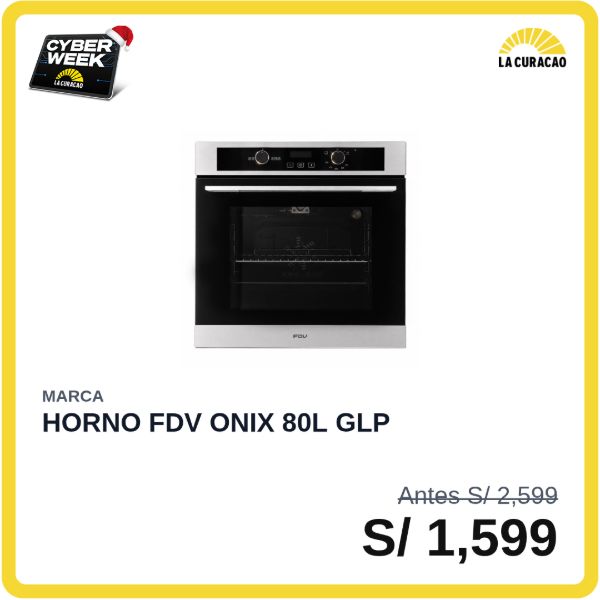 CYBER
WEEK
LA CURACAO
LA CURACAO
FDV
MARCA
HORNO FDV ONIX 80L GLP
Antes S/ 2,599
S/ 1,599